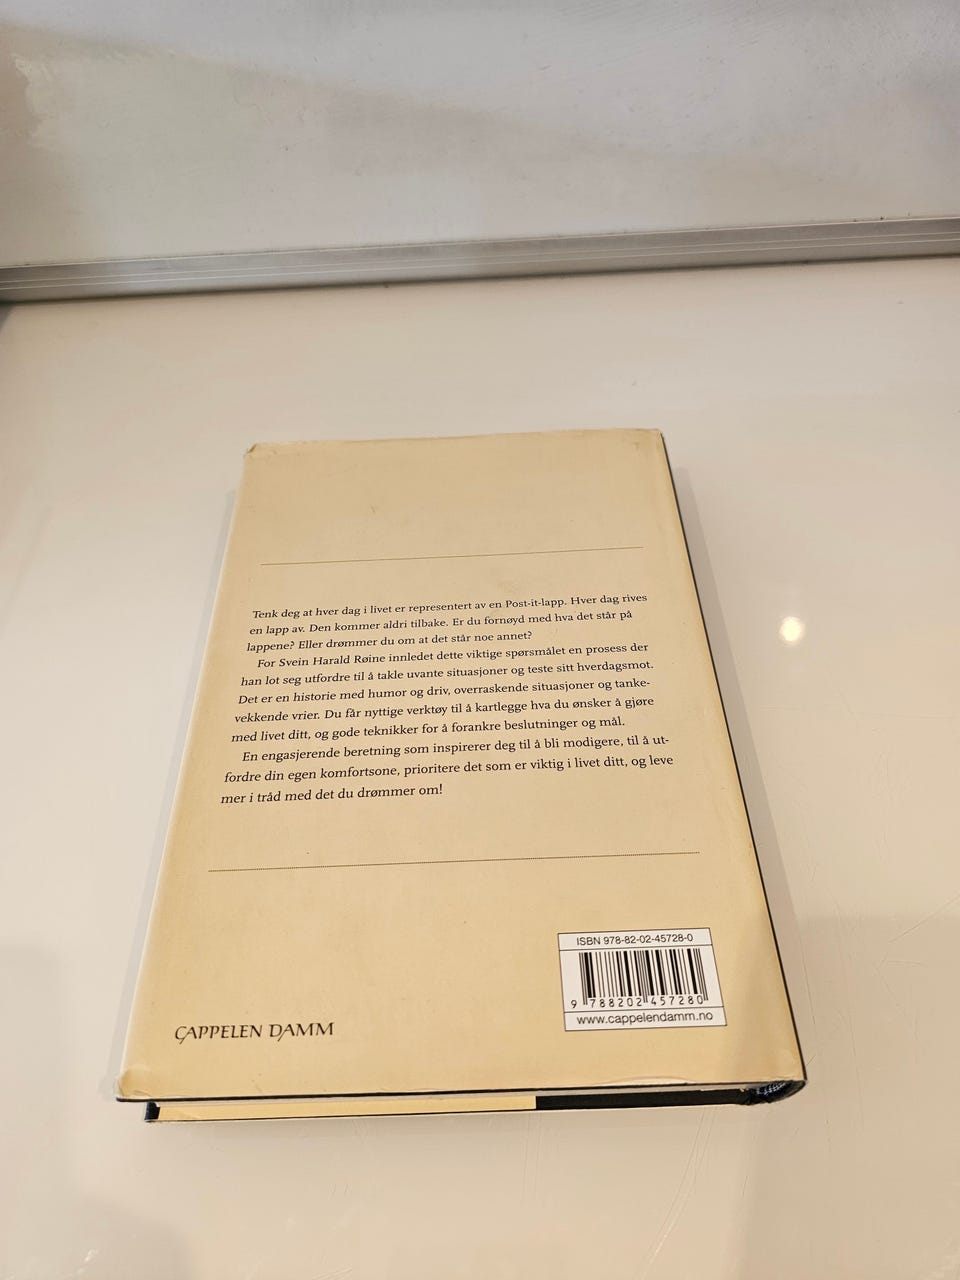 Tenk deg at hver dag i livet er representert av en Post-it-lapp. Hver dag rives
en lapp av. Den kommer aldri tilbake. Er du fornøyd med hva det står på
lappene? Eller drømmer du om at det står noe annet?
For Svein Harald Røine innledet dette viktige spørsmålet en prosess der
han lot seg utfordre til å takle uvante situasjoner og teste sitt hverdagsmot.
Det er en historie med humor og driv, overraskende situasjoner og tanke-
vekkende vrier. Du får nyttige verktøy til å kartlegge hva du ønsker å gjøre
med livet ditt, og gode teknikker for å forankre beslutninger og mål.
En engasjerende beretning som inspirerer deg til å bli modigere, til å ut-
fordre din egen komfortsone, prioritere det som er viktig i livet ditt, og leve
mer i tråd med det du drømmer om!
ISBN 978-82-02-45728-0
9 788202 457280
www.cappelendamm.no
CAPPELEN DAMM